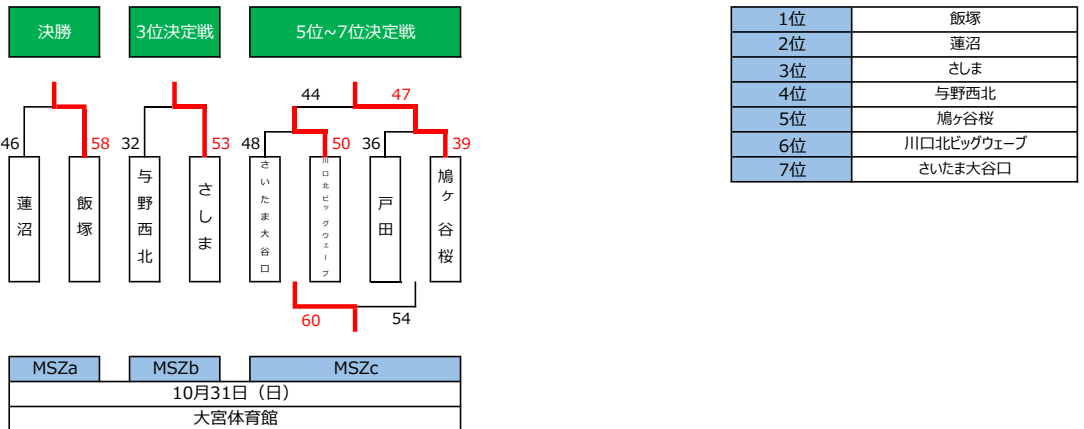 決勝
3位決定戦
5位~7位決定戦
44
47
46
58
32
53
48
50
36
39
蓮沼
飯塚
与野西北
さしま
さいたま大谷口
川口北ビッグウェーブ
戸田
鳩ヶ谷桜
60
54
MSZa
MSZb
MSZc
10月31日（日）
大宮体育館
1位 飯塚
2位 蓮沼
3位 さしま
4位 与野西北
5位 鳩ヶ谷桜
6位 川口北ビッグウェーブ
7位 さいたま大谷口